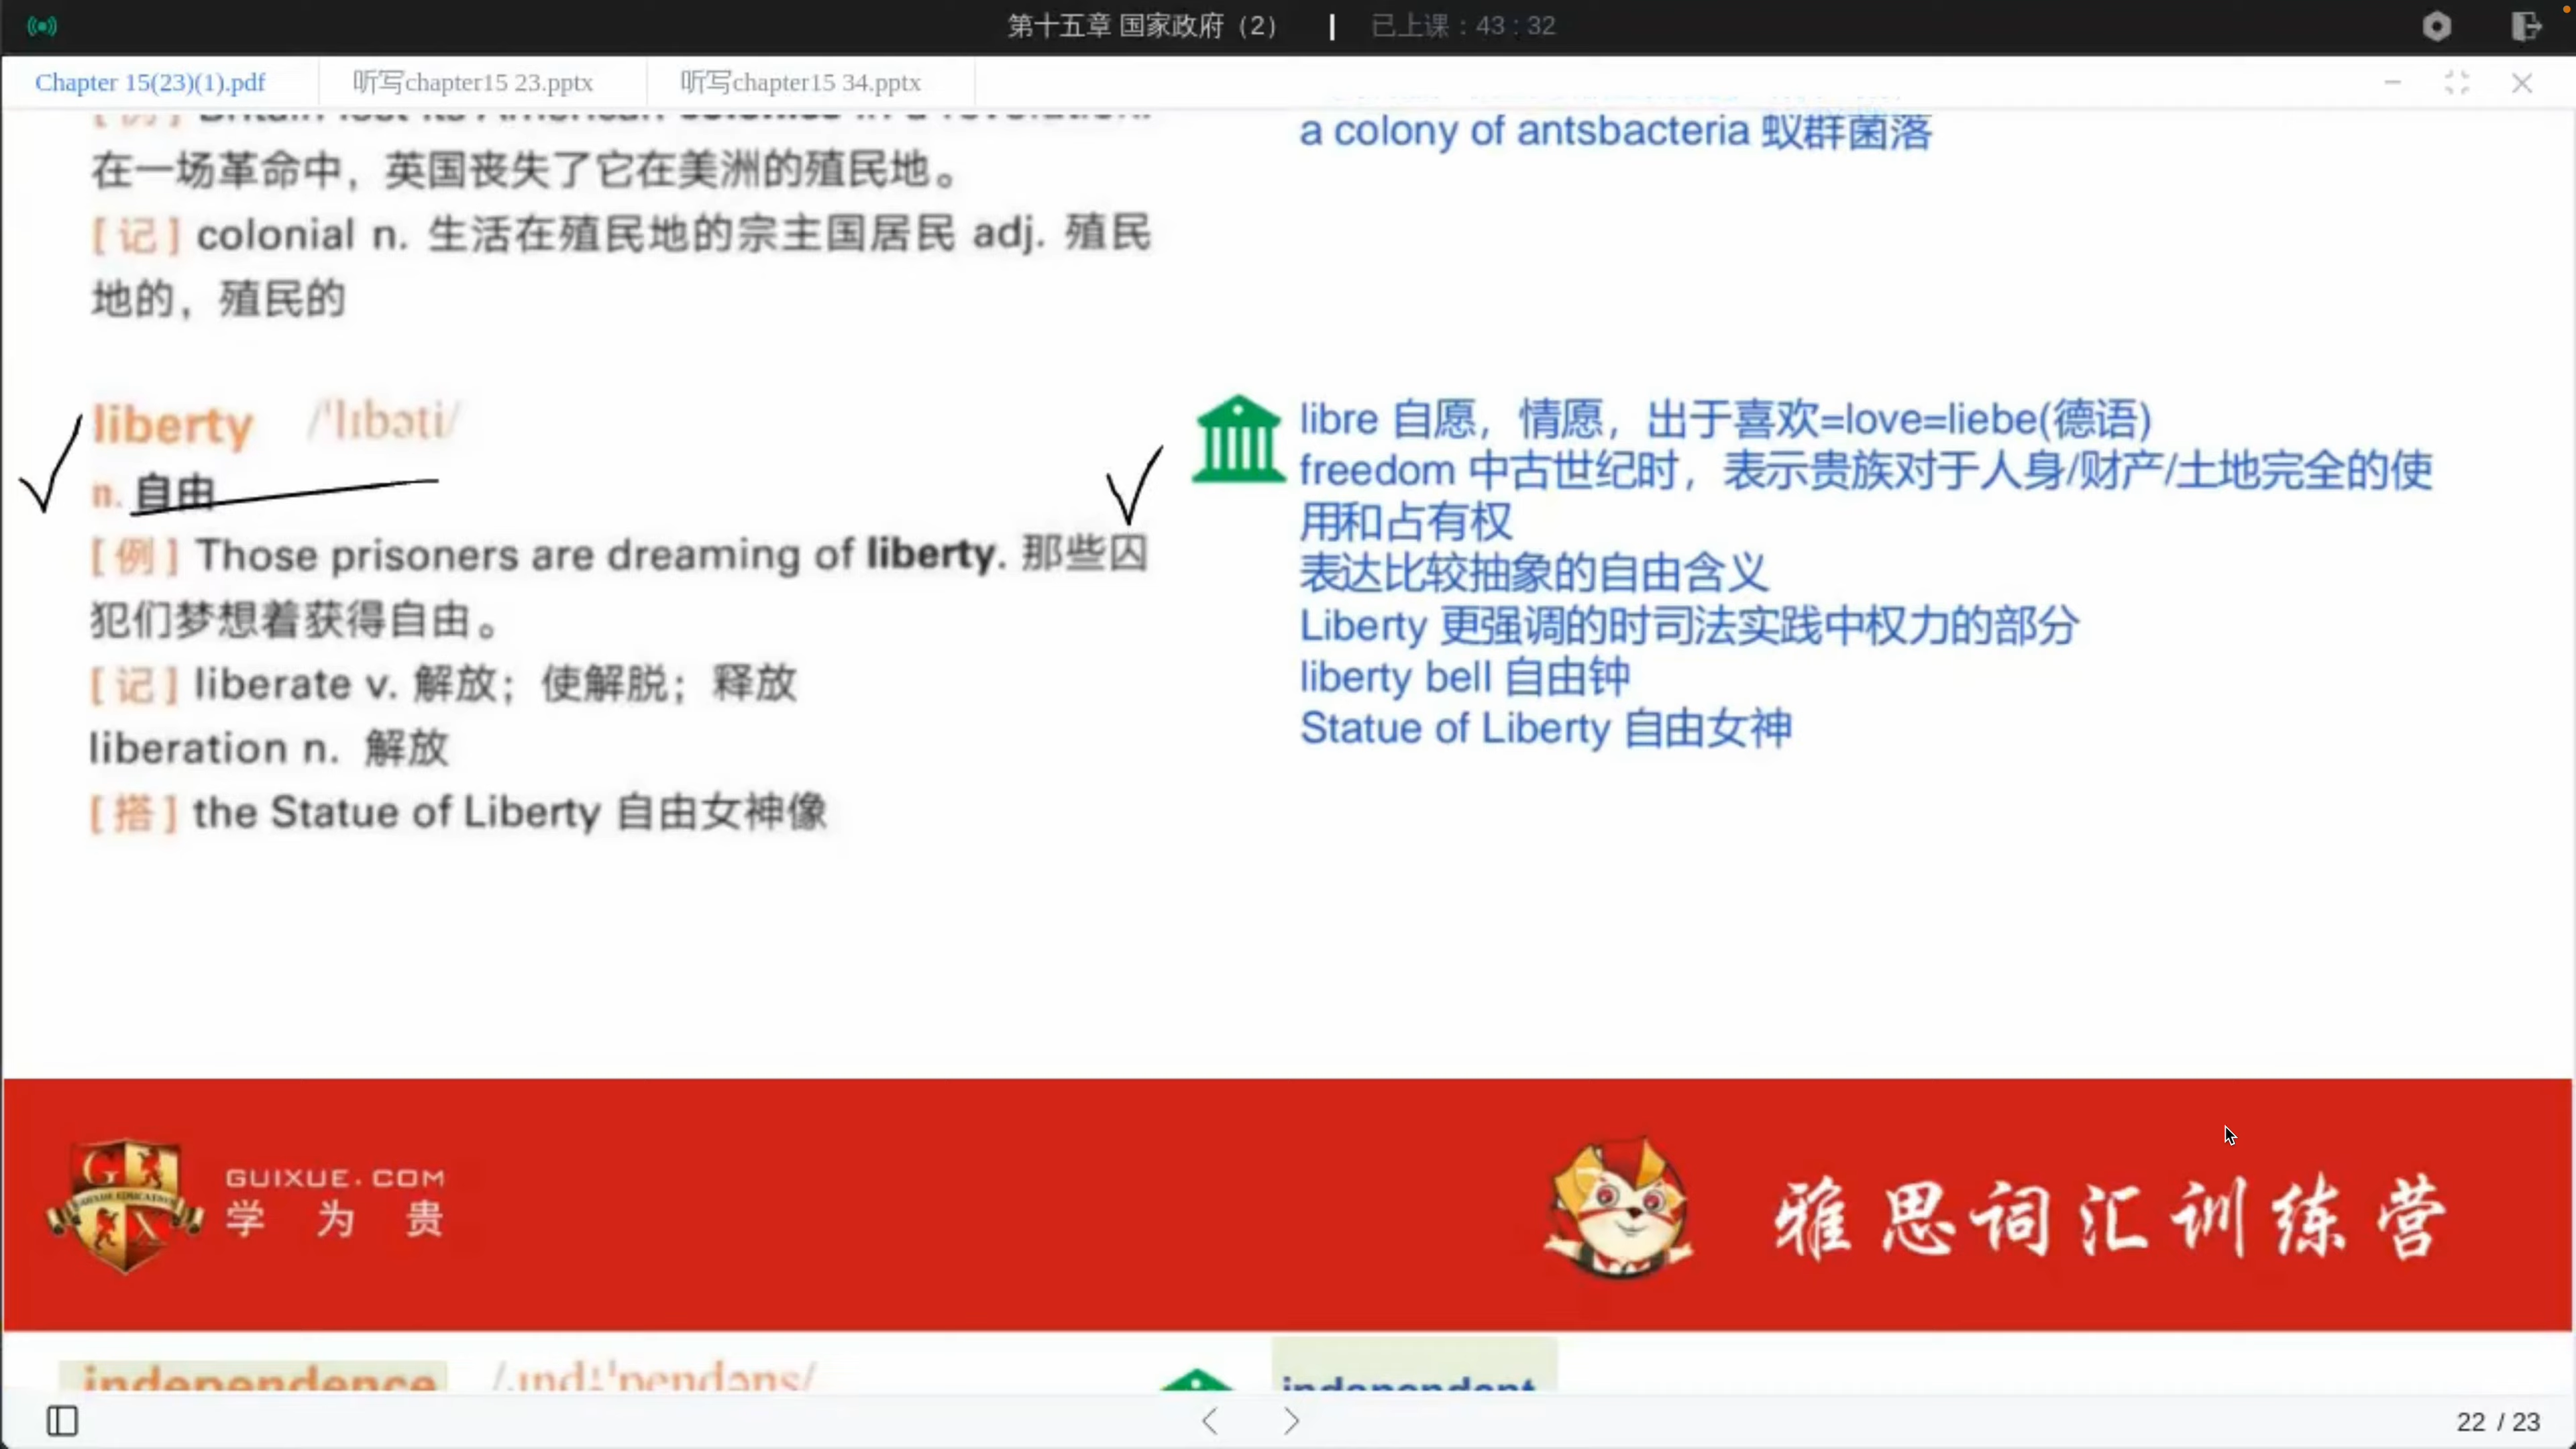 第十五章 国家政府（2） | 已上课：43 : 32
Chapter 15(23)(1).pdf 听写chapter15 23.pptx 听写chapter15 34.pptx
在一场革命中，英国丧失了它在美洲的殖民地。
[ 记 ] colonial n. 生活在殖民地的宗主国居民 adj. 殖民
地的，殖民的
liberty /ˈlɪbəti/
n. 自由
[ 例 ] Those prisoners are dreaming of liberty. 那些囚
犯们梦想着获得自由。
[ 记 ] liberate v. 解放；使解脱；释放
liberation n. 解放
[ 搭 ] the Statue of Liberty 自由女神像
a colony of antsbacteria 蚁群菌落
libre 自愿，情愿，出于喜欢=love=liebe(德语)
freedom 中古世纪时，表示贵族对于人身/财产/土地完全的使
用和占有权
表达比较抽象的自由含义
Liberty 更强调的时司法实践中权力的部分
liberty bell 自由钟
Statue of Liberty 自由女神
GUIXUE.COM
学 为 贵
雅思词汇训练营
independence
independent
22 / 23